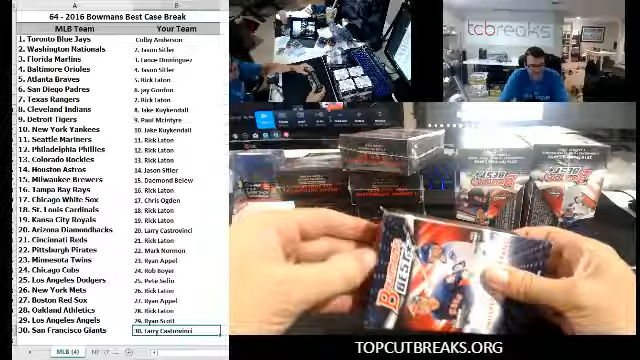 64 - 2016 Bowmans Best Case Break
MLB Team Your Team
1. Toronto Blue Jays Colby Anderson
2. Washington Nationals 2. Jason Sitler
3. Florida Marlins 3. Lance Dominguez
4. Baltimore Orioles 4. Jason Sitler
5. Atlanta Braves 5. Rick Laton
6. San Diego Padres 6. Jay Gordon
7. Texas Rangers 7. Rick Laton
8. Cleveland Indians 8. Jake Kuykendall
9. Detroit Tigers 9. Paul McIntyre
10. New York Yankees 10. Jake Kuykendall
11. Seattle Mariners 11. Rick Laton
12. Philadelphia Phillies 12. Rick Laton
13. Colorado Rockies 13. Rick Laton
14. Houston Astros 14. Jason Sitler
15. Milwaukee Brewers 15. Daemond Below
16. Tampa Bay Rays 16. Rick Laton
17. Chicago White Sox 17. Chris Ogden
18. St. Louis Cardinals 18. Rick Laton
19. Kansas City Royals 19. Rick Laton
20. Arizona Diamondbacks 20. Larry Castrovinci
21. Cincinnati Reds 21. Rick Laton
22. Pittsburgh Pirates 22. Mark Normon
23. Minnesota Twins 23. Ryan Appel
24. Chicago Cubs 24. Rob Boyer
25. Los Angeles Dodgers 25. Pete Selio
26. New York Mets 26. Rick Laton
27. Boston Red Sox 27. Ryan Appel
28. Oakland Athletics 28. Rick Laton
29. Los Angeles Angels 29. Ryan Scott
30. San Francisco Giants 30. Larry Castrovinci
MLB (4)
tcbreaks
BOWMAN'S
BEST
TOPCUTBREAKS.ORG